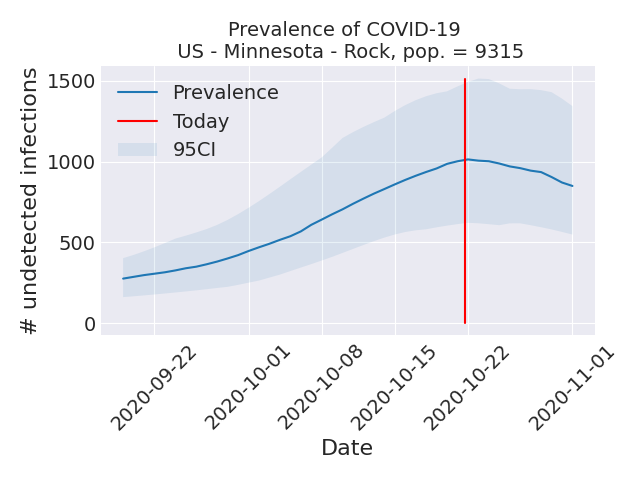 Prevalence of COVID-19
US - Minnesota - Rock, pop. = 9315
# undetected infections
1500
1000
500
0
Prevalence
Today
95CI
2020-09-22
2020-10-01
2020-10-08
2020-10-15
2020-10-22
2020-11-01
Date